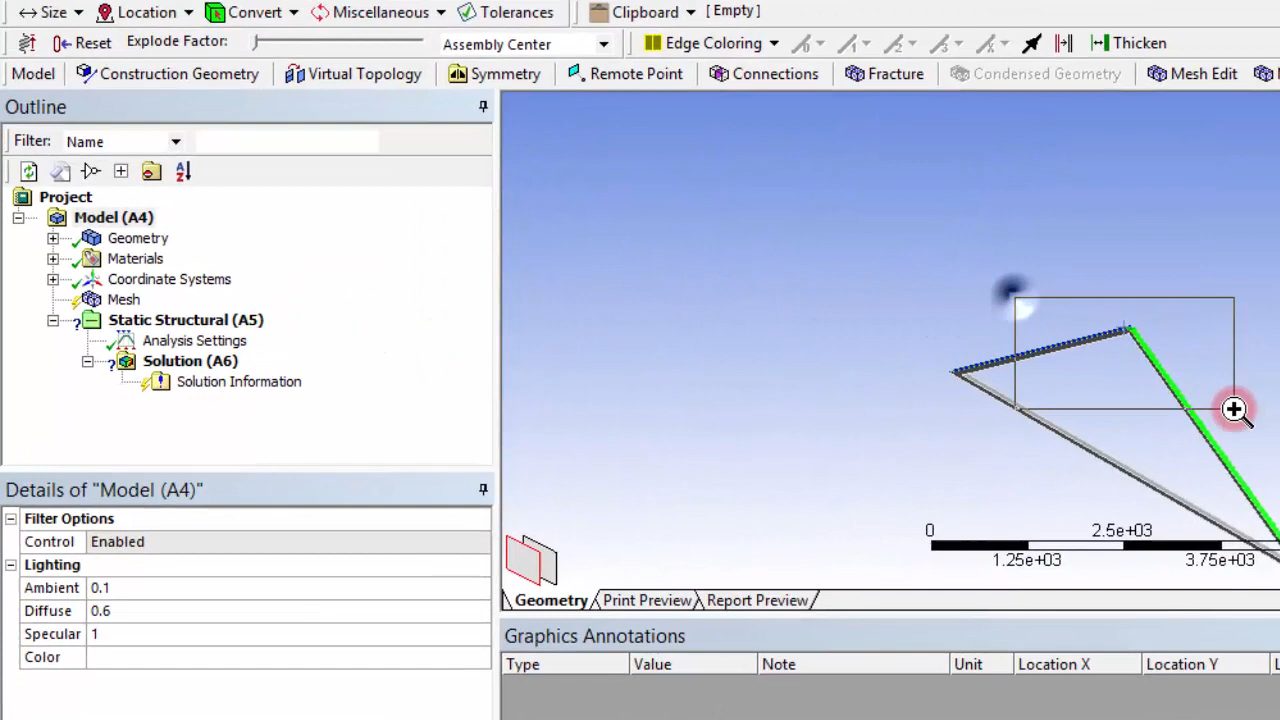 Size Location Convert Miscellaneous Tolerances Clipboard [ Empty ]
Reset Explode Factor: Assembly Center Edge Coloring Thicken
Model Construction Geometry Virtual Topology Symmetry Remote Point Connections Fracture Condensed Geometry Mesh Edit
Outline
Filter: Name
Project
Model (A4)
Geometry
Materials
Coordinate Systems
Mesh
Static Structural (A5)
Analysis Settings
Solution (A6)
Solution Information
Details of "Model (A4)"
Filter Options
Control Enabled
Lighting
Ambient 0.1
Diffuse 0.6
Specular 1
Color
0 2.5e+03
1.25e+03 3.75e+03
Geometry Print Preview Report Preview
Graphics Annotations
Type Value Note Unit Location X Location Y